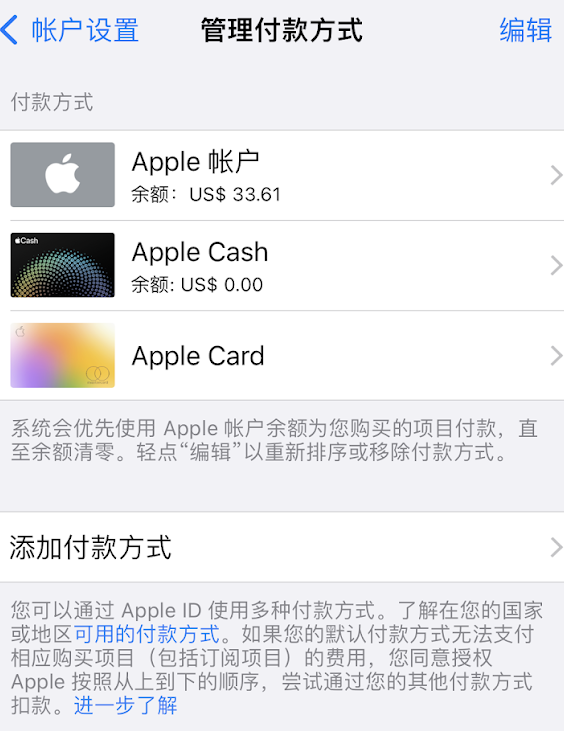 帐户设置 管理付款方式 编辑
付款方式
Apple 帐户
余额：US$ 33.61
Cash
Apple Cash
余额: US$ 0.00
Apple Card
系统会优先使用 Apple 帐户余额为您购买的项目付款，直
至余额清零。轻点“编辑”以重新排序或移除付款方式。
添加付款方式
您可以通过 Apple ID 使用多种付款方式。了解在您的国家
或地区可用的付款方式。如果您的默认付款方式无法支付
相应购买项目（包括订阅项目）的费用，您同意授权
Apple 按照从上到下的顺序，尝试通过您的其他付款方式
扣款。进一步了解